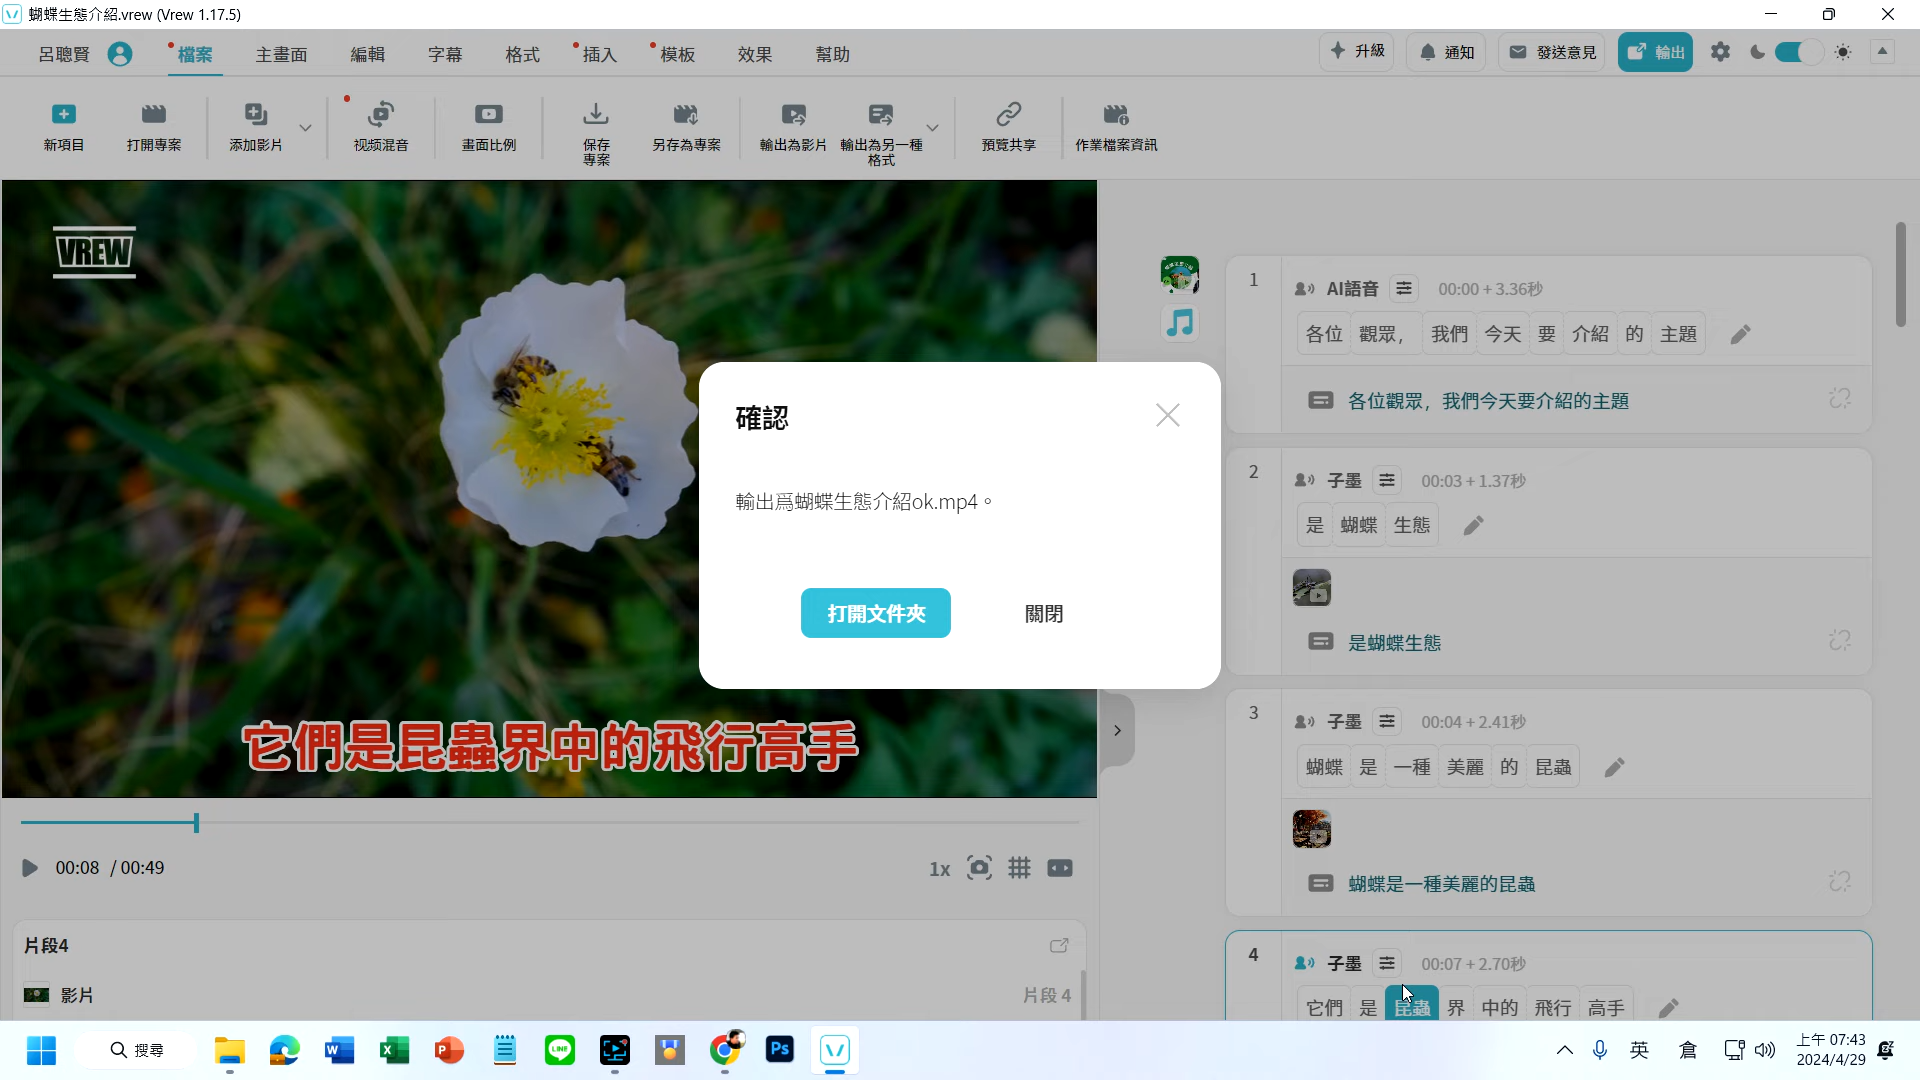 蝴蝶生態介紹.vrew (Vrew 1.17.5)
呂聰賢
檔案
主畫面
編輯
字幕
格式
插入
模板
效果
幫助
升級
通知
發送意見
輸出
新項目
打開專案
添加影片
视频混音
畫面比例
保存
專案
另存為專案
輸出為影片
輸出為另一種
格式
預覽共享
作業檔案資訊
VREW
它們是昆蟲界中的飛行高手
確認
輸出爲蝴蝶生態介紹ok.mp4。
打開文件夾
關閉
1
AI語音
00:00 + 3.36秒
各位 觀眾， 我們 今天 要 介紹 的 主題
各位觀眾，我們今天要介紹的主題
2
子墨
00:03 + 1.37秒
是 蝴蝶 生態
是蝴蝶生態
3
子墨
00:04 + 2.41秒
蝴蝶 是 一種 美麗 的 昆蟲
蝴蝶是一種美麗的昆蟲
4
子墨
00:07 + 2.70秒
它們 是 昆蟲 界 中的 飛行 高手
00:08 / 00:49
1x
片段4
影片
片段 4
搜尋
LINE
Ps
英
倉
上午 07:43
2024/4/29